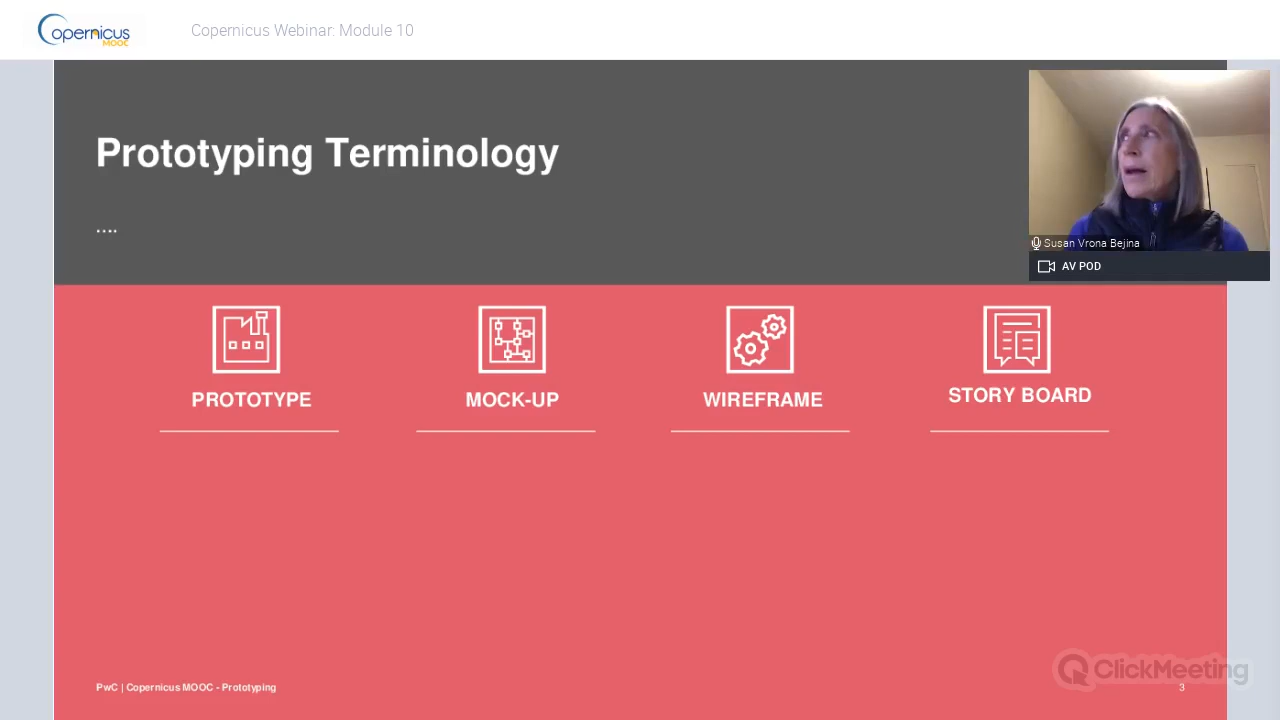 Copernicus
MOOC
Copernicus Webinar: Module 10
Prototyping Terminology
....
Susan Vrona Bejina
AV POD
PROTOTYPE
MOCK-UP
WIREFRAME
STORY BOARD
ClickMeeting
PwC | Copernicus MOOC - Prototyping
3